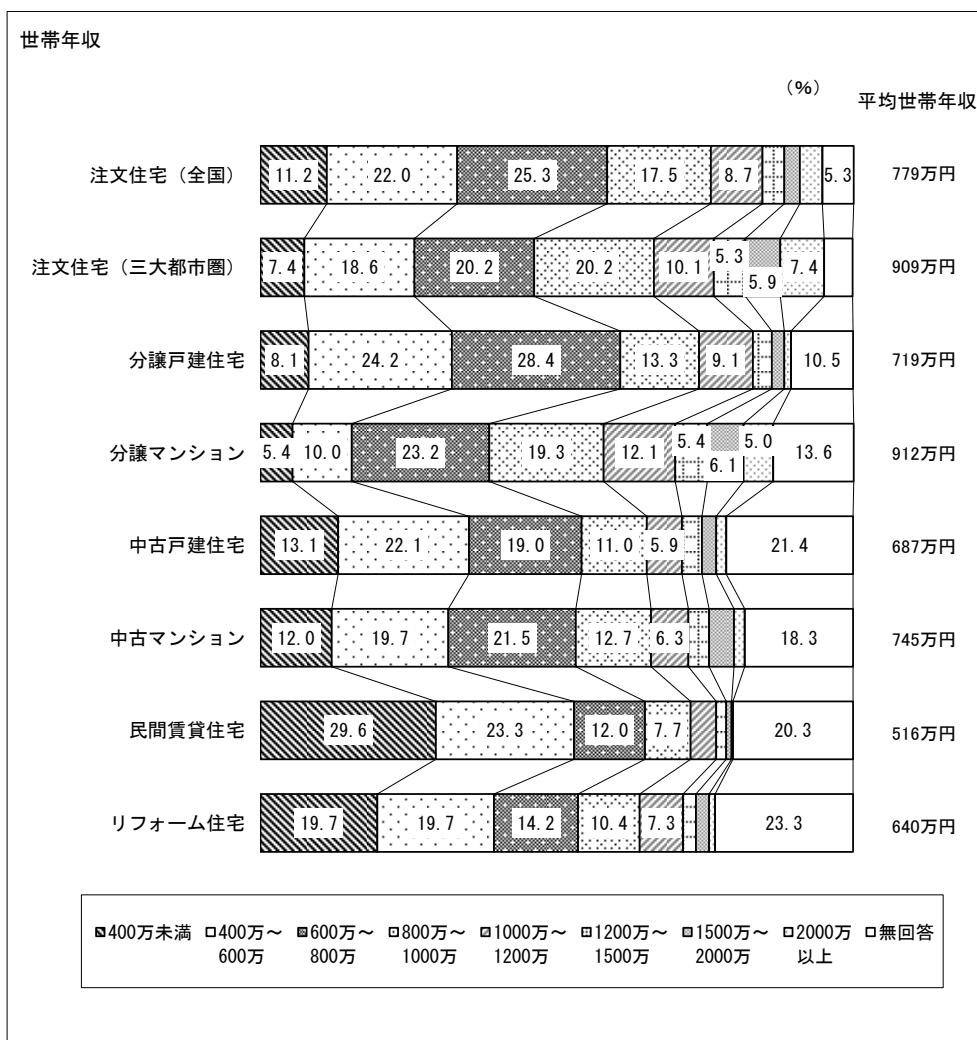 世帯年収
（%）
平均世帯年収
注文住宅（全国） 11.2 22.0 25.3 17.5 8.7 5.3 779万円
注文住宅（三大都市圏） 7.4 18.6 20.2 20.2 10.1 5.3 5.9 7.4 909万円
分譲戸建住宅 8.1 24.2 28.4 13.3 9.1 10.5 719万円
分譲マンション 5.4 10.0 23.2 19.3 12.1 5.4 6.1 5.0 13.6 912万円
中古戸建住宅 13.1 22.1 19.0 11.0 5.9 21.4 687万円
中古マンション 12.0 19.7 21.5 12.7 6.3 18.3 745万円
民間賃貸住宅 29.6 23.3 12.0 7.7 20.3 516万円
リフォーム住宅 19.7 19.7 14.2 10.4 7.3 23.3 640万円
400万未満 400万～ 600万～ 800万～ 1000万～ 1200万～ 1500万～ 2000万 無回答
600万 800万 1000万 1200万 1500万 2000万 以上